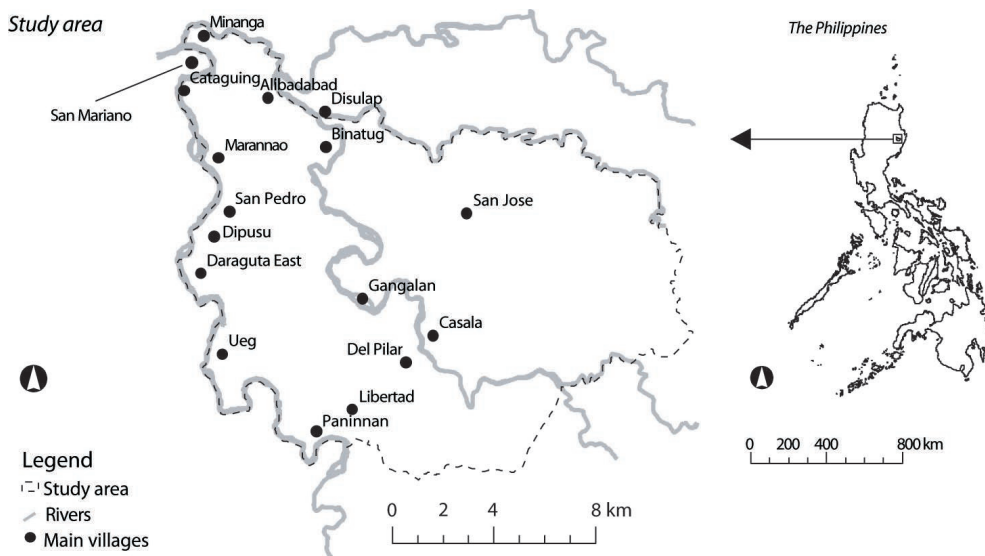 Study area
The Philippines
Minanga
Cataguing
Alibadabad
San Mariano
Disulap
Binatug
Marannao
San Pedro
San Jose
Dipusu
Daraguta East
Gangalan
Casala
Ueg
Del Pilar
Libertad
Paninnan
Legend
Study area
Rivers
Main villages
0 2 4 8 km
0 200 400 800 km